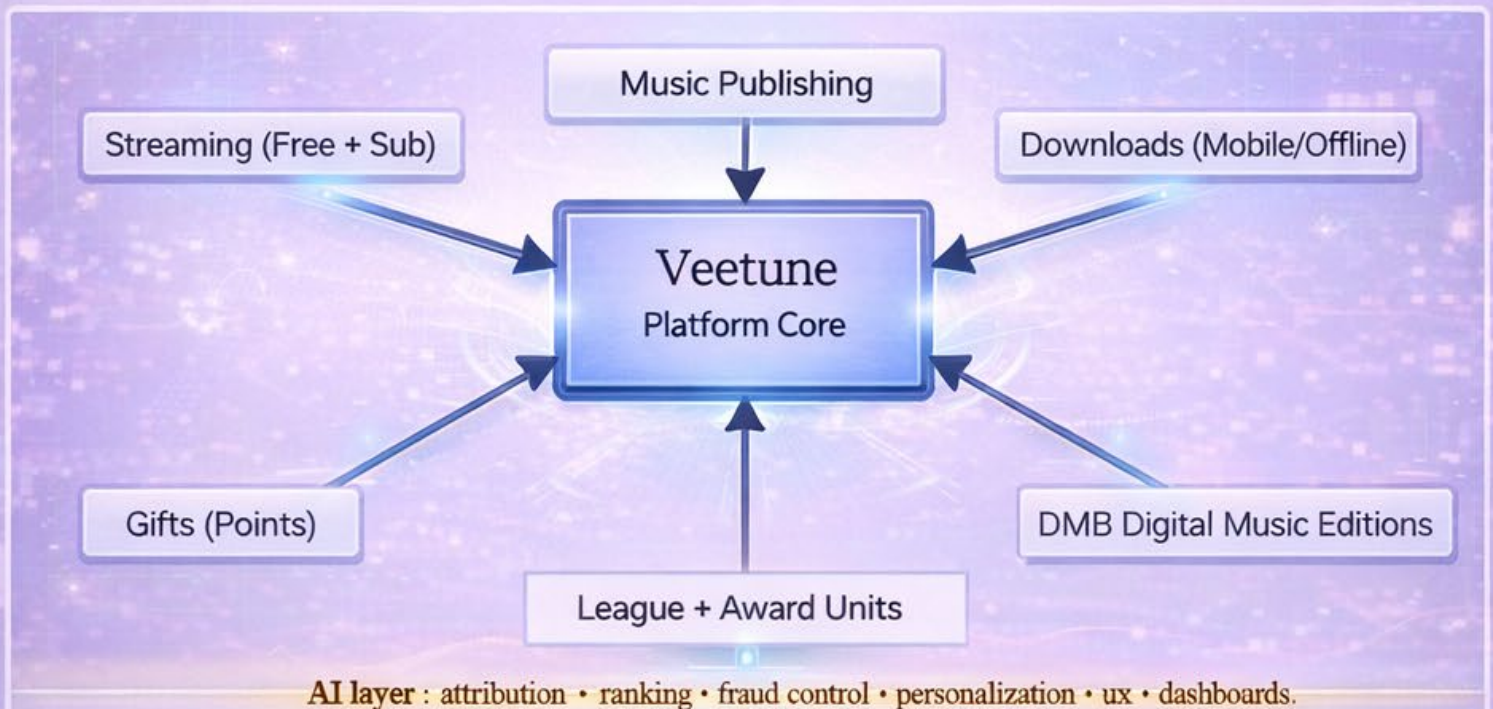 Music Publishing
Streaming (Free + Sub)
Downloads (Mobile/Offline)
Veetune
Platform Core
Gifts (Points)
DMB Digital Music Editions
League + Award Units
AI layer : attribution • ranking • fraud control • personalization • ux • dashboards.